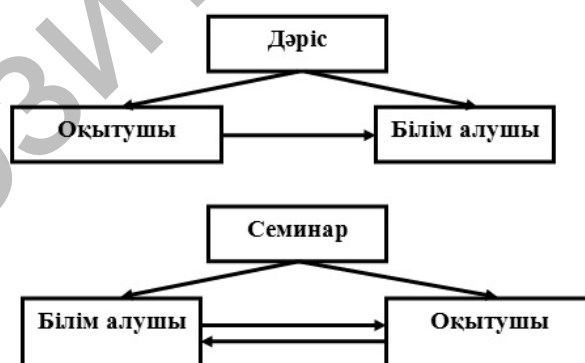 Дәріс
Оқытушы
Білім алушы
Семинар
Білім алушы
Оқытушы